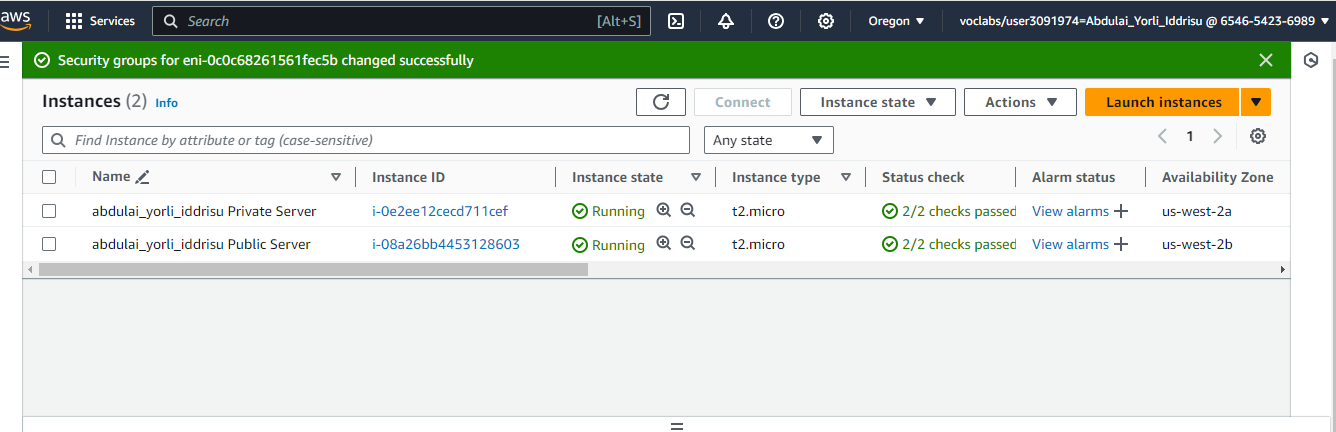 aws Services Search [Alt+S] Oregon voclabs/user3091974=Abdulai_Yorli_Iddrisu @ 6546-5423-6989
Security groups for eni-0c0c68261561fec5b changed successfully
Instances (2) Info Connect Instance state Actions Launch instances
Find Instance by attribute or tag (case-sensitive) Any state 1
Name Instance ID Instance state Instance type Status check Alarm status Availability Zone
abdulai_yorli_iddrisu Private Server i-0e2ee12cecd711cef Running t2.micro 2/2 checks passed View alarms us-west-2a
abdulai_yorli_iddrisu Public Server i-08a26bb4453128603 Running t2.micro 2/2 checks passed View alarms us-west-2b